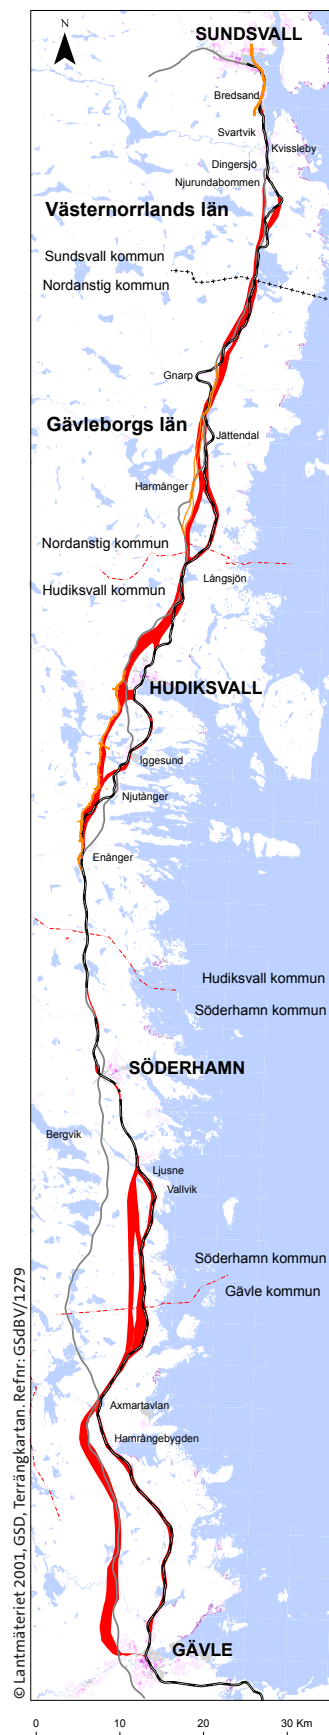 SUNDSVALL
N
Bredsand
Svartvik
Kvissleby
Dingersjö
Njurundabommen
Västernorrlands län
Sundsvall kommun
Nordanstig kommun
Gnarp
Gävleborgs län
Jättendal
Harmånger
Nordanstig kommun
Långsjön
Hudiksvall kommun
HUDIKSVALL
Iggesund
Njutånger
Enånger
Hudiksvall kommun
Söderhamn kommun
SÖDERHAMN
Bergvik
Ljusne
Vallvik
Söderhamn kommun
Gävle kommun
Axmartavlan
Hamrångebygden
GÄVLE
© Lantmäteriet 2001, GSD, Terrängkartan. Refnr: GSdBV/1279
0 10 20 30 Km